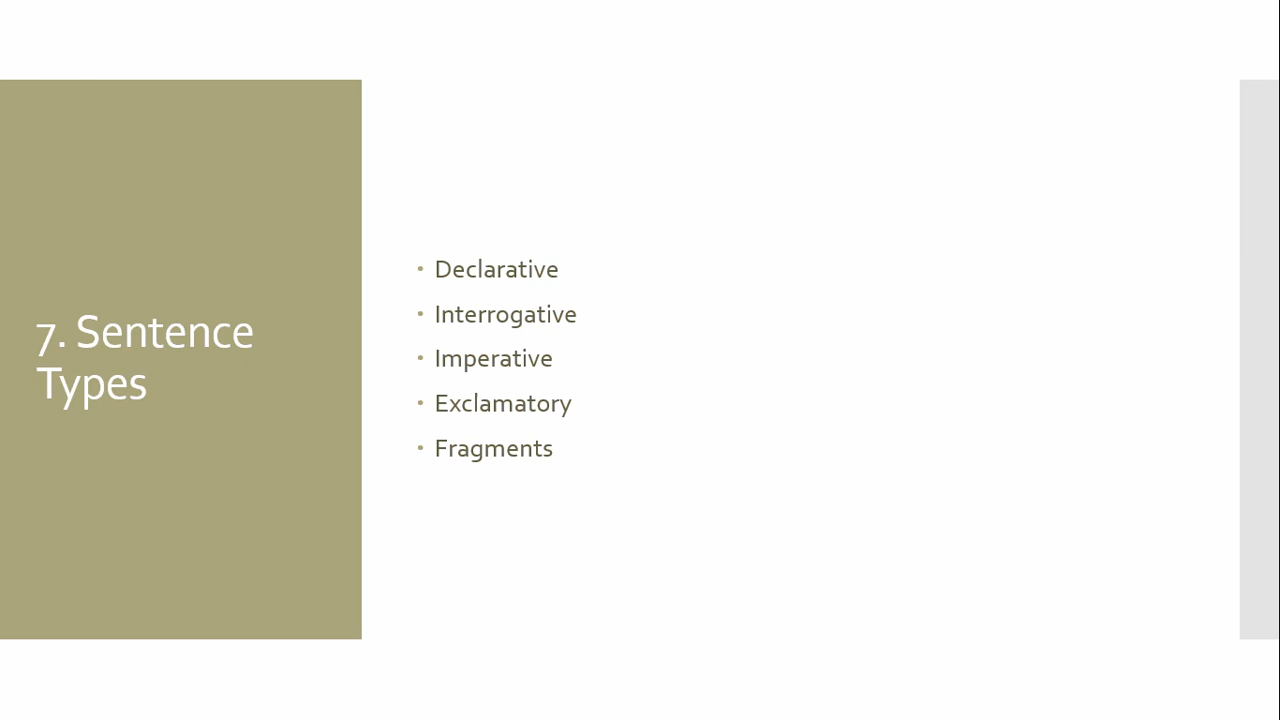 7. Sentence
Types
• Declarative
• Interrogative
• Imperative
• Exclamatory
• Fragments